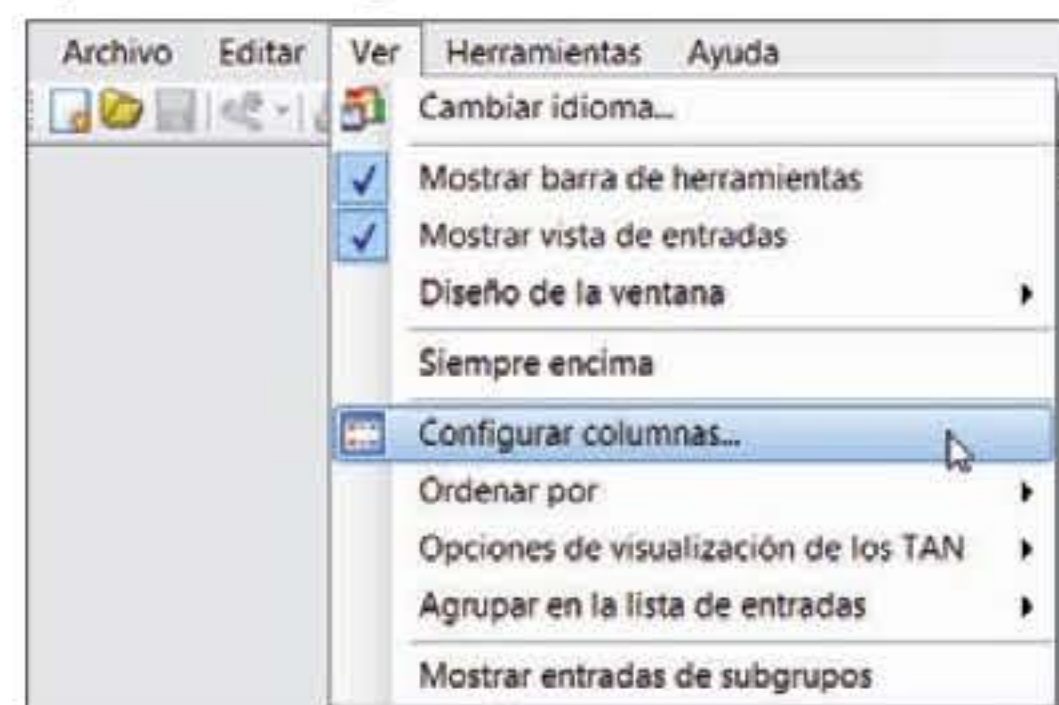 Archivo Editar Ver Herramientas Ayuda
Cambiar idioma...
Mostrar barra de herramientas
Mostrar vista de entradas
Diseño de la ventana
Siempre encima
Configurar columnas...
Ordenar por
Opciones de visualización de los TAN
Agrupar en la lista de entradas
Mostrar entradas de subgrupos